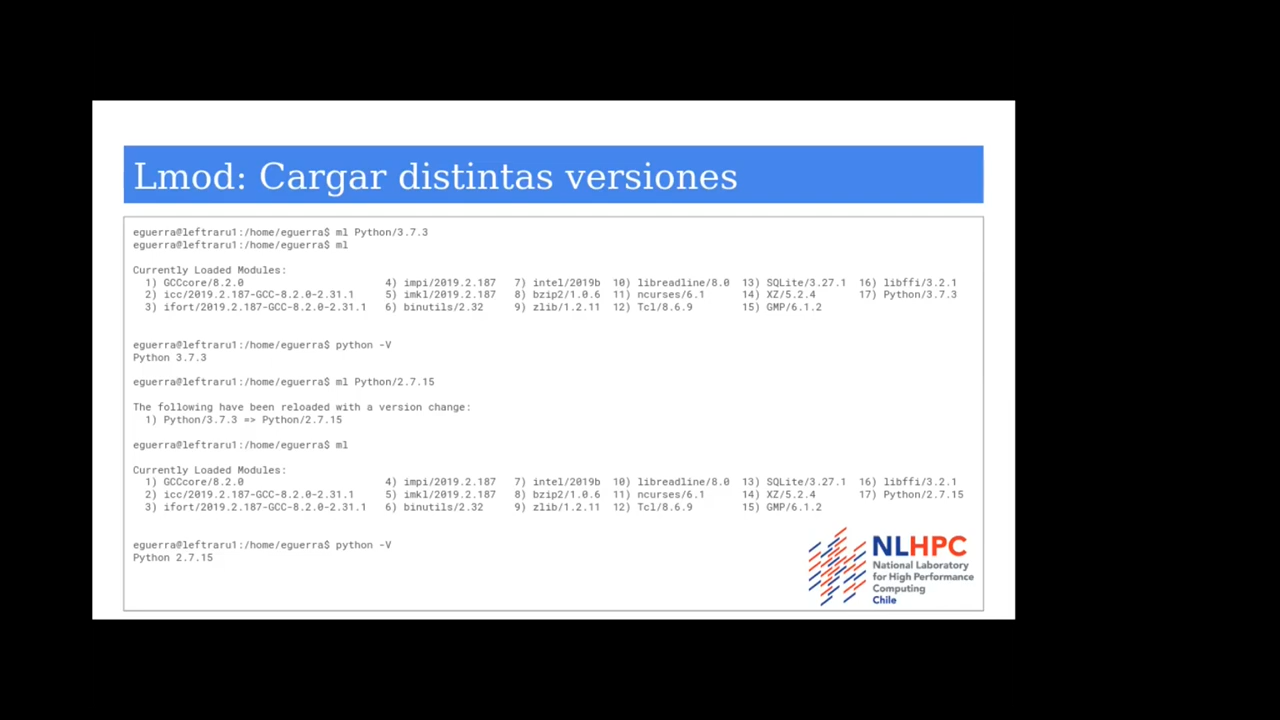 Lmod: Cargar distintas versiones
eguerra@leftraru1:/home/eguerra$ ml Python/3.7.3
eguerra@leftraru1:/home/eguerra$ ml
Currently Loaded Modules:
1) GCCcore/8.2.0 4) impi/2019.2.187 7) intel/2019b 10) libreadline/8.0 13) SQLite/3.27.1 16) libffi/3.2.1
2) icc/2019.2.187-GCC-8.2.0-2.31.1 5) imkl/2019.2.187 8) bzip2/1.0.6 11) ncurses/6.1 14) XZ/5.2.4 17) Python/3.7.3
3) ifort/2019.2.187-GCC-8.2.0-2.31.1 6) binutils/2.32 9) zlib/1.2.11 12) Tcl/8.6.9 15) GMP/6.1.2
eguerra@leftraru1:/home/eguerra$ python -V
Python 3.7.3
eguerra@leftraru1:/home/eguerra$ ml Python/2.7.15
The following have been reloaded with a version change:
1) Python/3.7.3 => Python/2.7.15
eguerra@leftraru1:/home/eguerra$ ml
Currently Loaded Modules:
1) GCCcore/8.2.0 4) impi/2019.2.187 7) intel/2019b 10) libreadline/8.0 13) SQLite/3.27.1 16) libffi/3.2.1
2) icc/2019.2.187-GCC-8.2.0-2.31.1 5) imkl/2019.2.187 8) bzip2/1.0.6 11) ncurses/6.1 14) XZ/5.2.4 17) Python/2.7.15
3) ifort/2019.2.187-GCC-8.2.0-2.31.1 6) binutils/2.32 9) zlib/1.2.11 12) Tcl/8.6.9 15) GMP/6.1.2
eguerra@leftraru1:/home/eguerra$ python -V
Python 2.7.15
NLHPC
National Laboratory
for High Performance
Computing
Chile